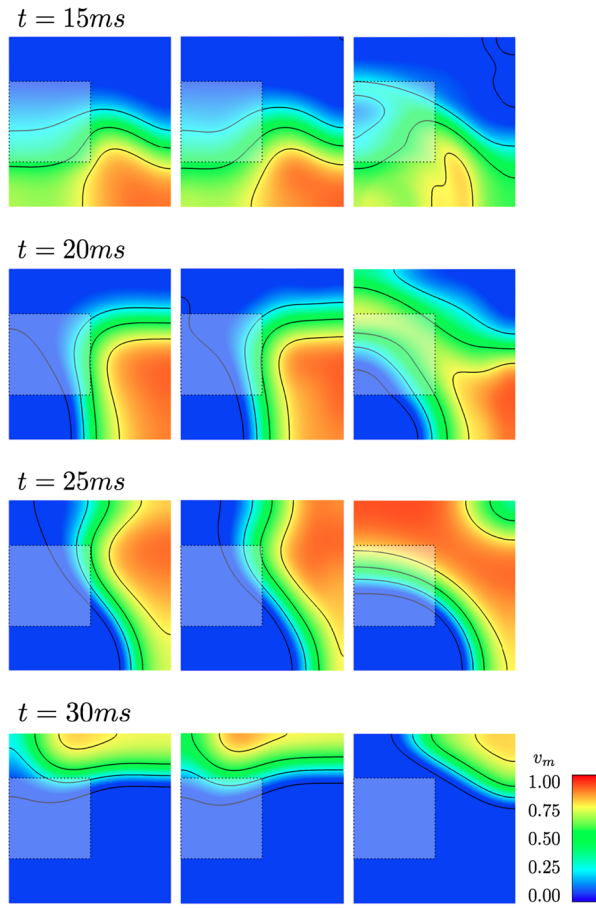 t = 15ms
t = 20ms
t = 25ms
t = 30ms
v_m
1.00
0.75
0.50
0.25
0.00